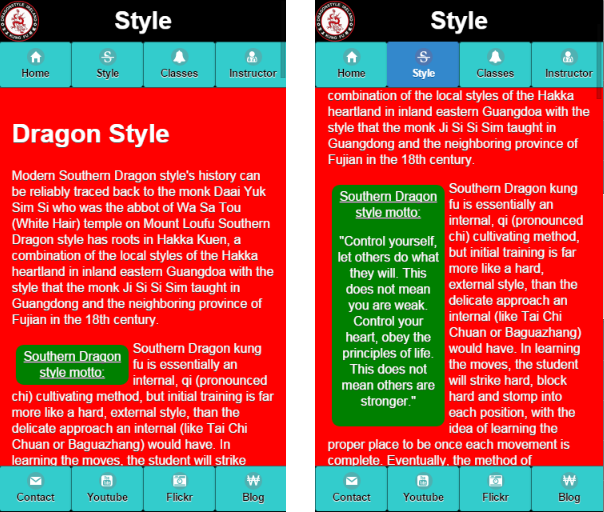 Style
Home
Style
Classes
Instructor
Dragon Style
Modern Southern Dragon style's history can
be reliably traced back to the monk Daai Yuk
Sim Si who was the abbot of Wa Sa Tou
(White Hair) temple on Mount Loufu Southern
Dragon style has roots in Hakka Kuen, a
combination of the local styles of the Hakka
heartland in inland eastern Guangdoa with the
style that the monk Ji Si Si Sim taught in
Guangdong and the neighboring province of
Fujian in the 18th century.
Southern Dragon
style motto:
Southern Dragon kung
fu is essentially an
internal, qi (pronounced
chi) cultivating method, but initial training is far
more like a hard, external style, than the
delicate approach an internal (like Tai Chi
Chuan or Baguazhang) would have. In
learning the moves, the student will strike
Contact
Youtube
Flickr
Blog
Style
Home
Style
Classes
Instructor
combination of the local styles of the Hakka
heartland in inland eastern Guangdoa with the
style that the monk Ji Si Si Sim taught in
Guangdong and the neighboring province of
Fujian in the 18th century.
Southern Dragon
style motto:
"Control yourself,
let others do what
they will. This
does not mean
you are weak.
Control your
heart, obey the
principles of life.
This does not
mean others are
stronger."
Southern Dragon kung
fu is essentially an
internal, qi (pronounced
chi) cultivating method,
but initial training is far
more like a hard,
external style, than the
delicate approach an
internal (like Tai Chi
Chuan or Baguazhang)
would have. In learning
the moves, the student
will strike hard, block
hard and stomp into
each position, with the
idea of learning the
proper place to be once each movement is
complete. Eventually, the method of
Contact
Youtube
Flickr
Blog